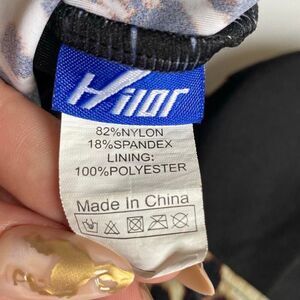 Hilor
82%NYLON
18%SPANDEX
LINING:
100%POLYESTER
Made In China